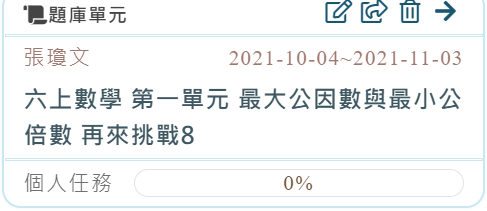 題庫單元
張瓊文 2021-10-04~2021-11-03
六上數學 第一單元 最大公因數與最小公
倍數 再來挑戰8
個人任務 0%